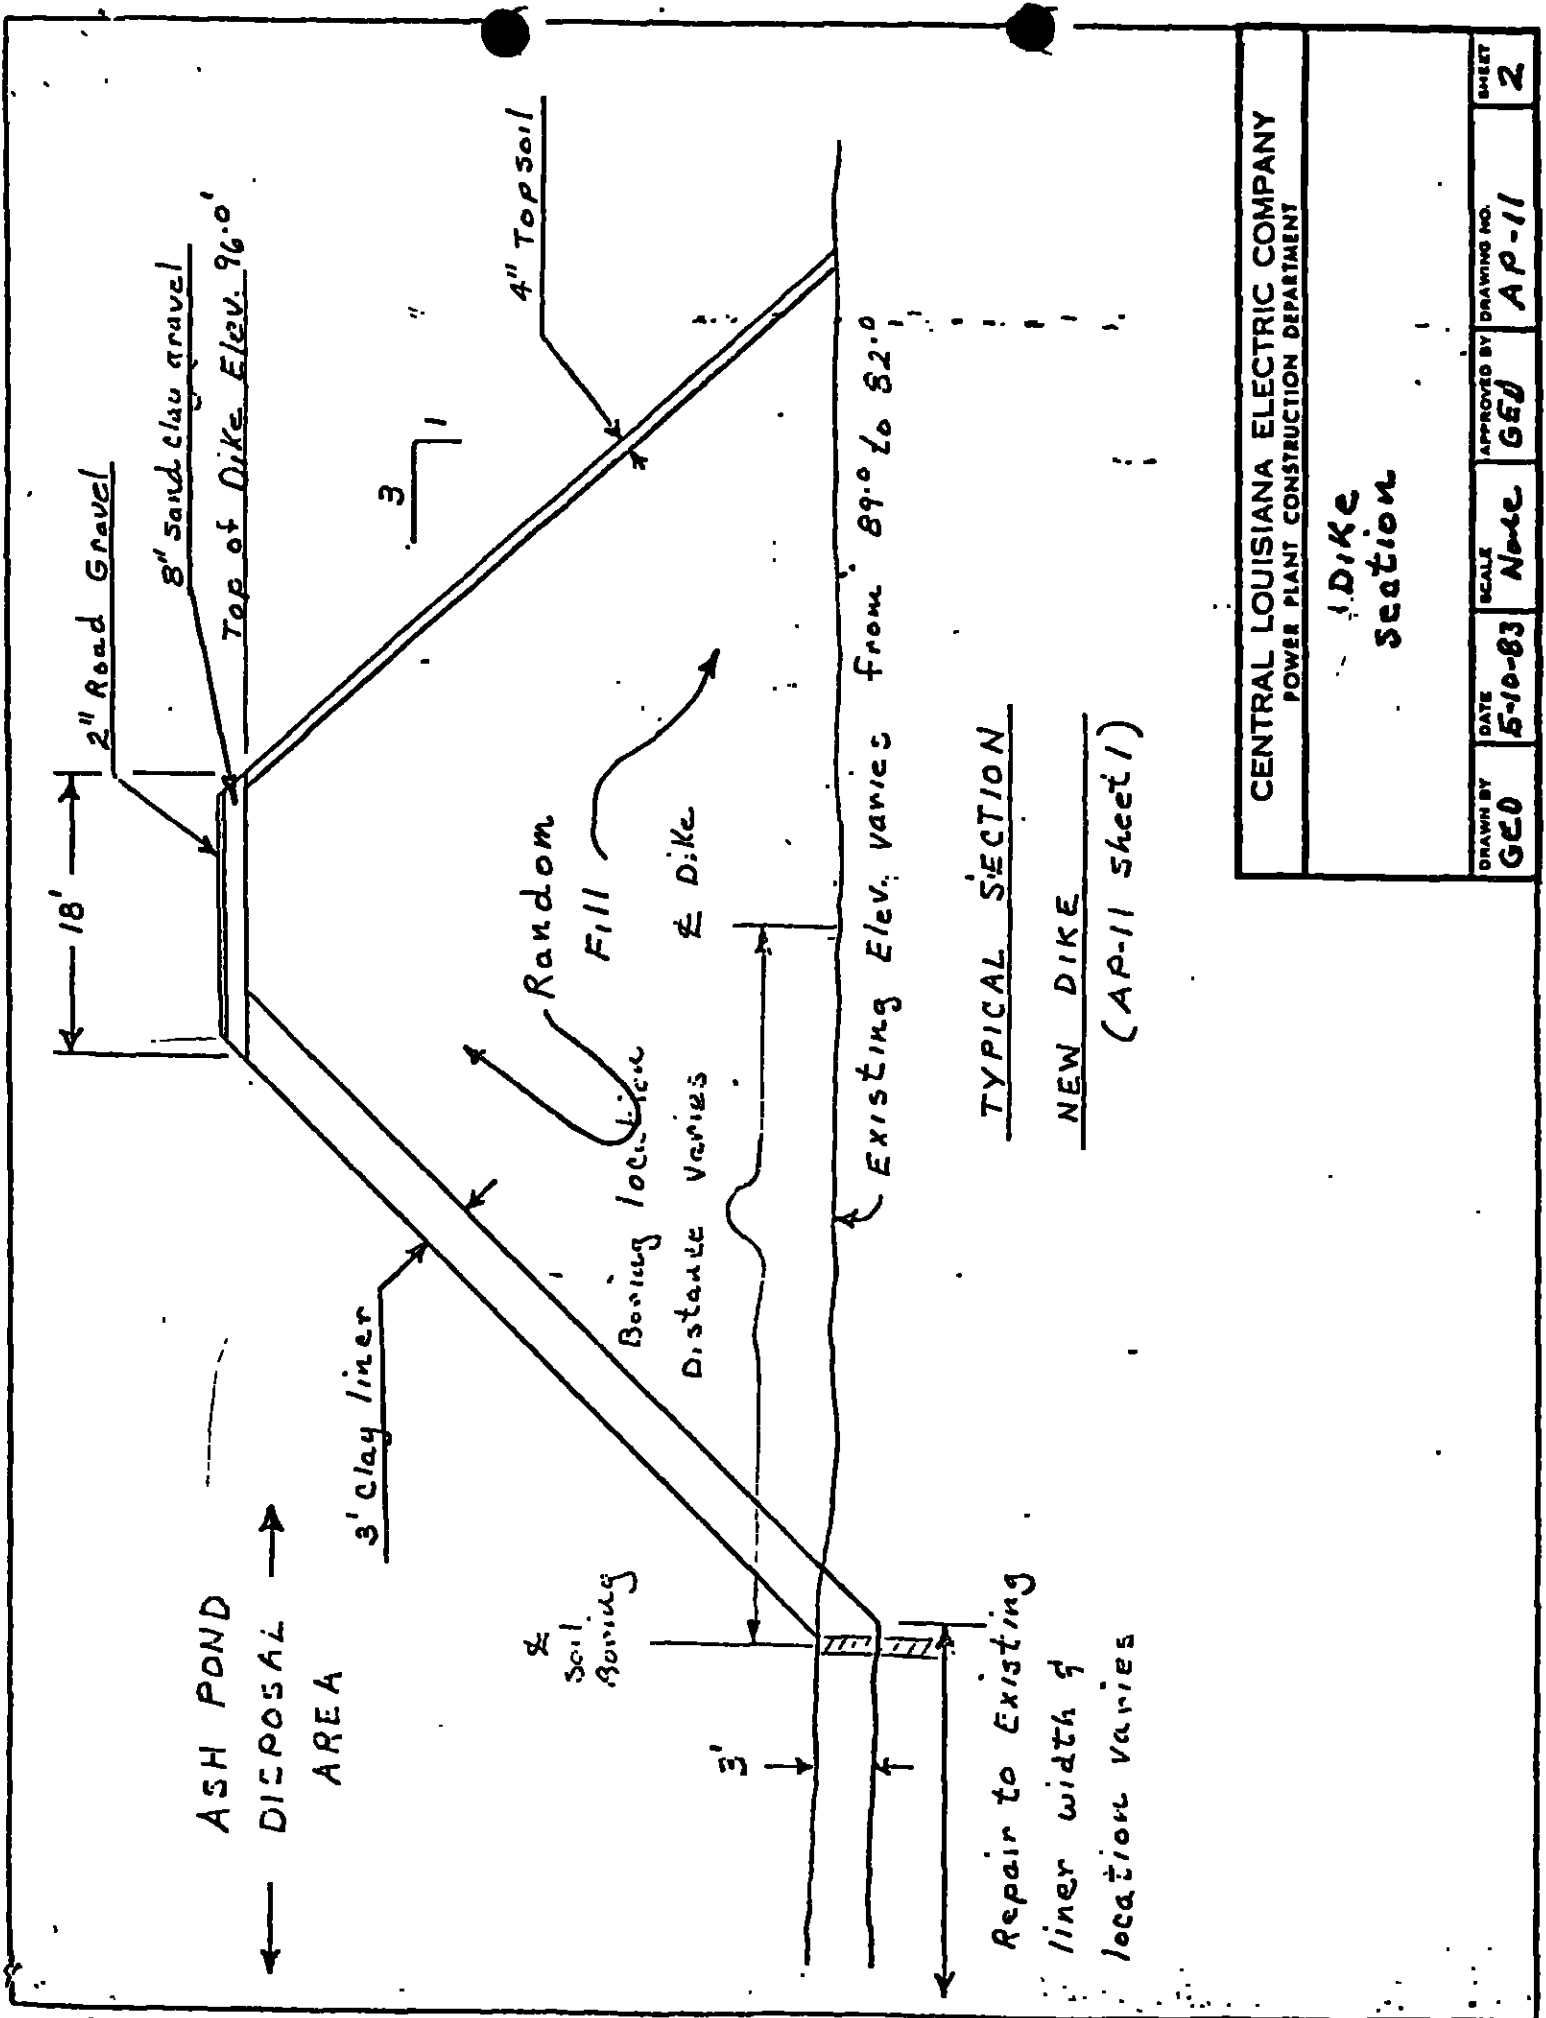 ASH POND
DISPOSAL
AREA
18'
2" Road Gravel
8" Sand Clay Gravel
Top of Dike Elev. 96.0'
3' Clay liner
3
1
4" Topsoil
Random
Fill
℄
Soil
Boring
Boring location
Distance Varies
℄ Dike
3'
Existing Elev. varies from 89.0 to 82.0
Repair to Existing
liner width &
location varies
TYPICAL SECTION
NEW DIKE
(AP-11 sheet 1)
CENTRAL LOUISIANA ELECTRIC COMPANY
POWER PLANT CONSTRUCTION DEPARTMENT
Dike
section
DRAWN BY GED DATE 5-10-83 SCALE None APPROVED BY GED DRAWING NO. AP-11 SHEET 2